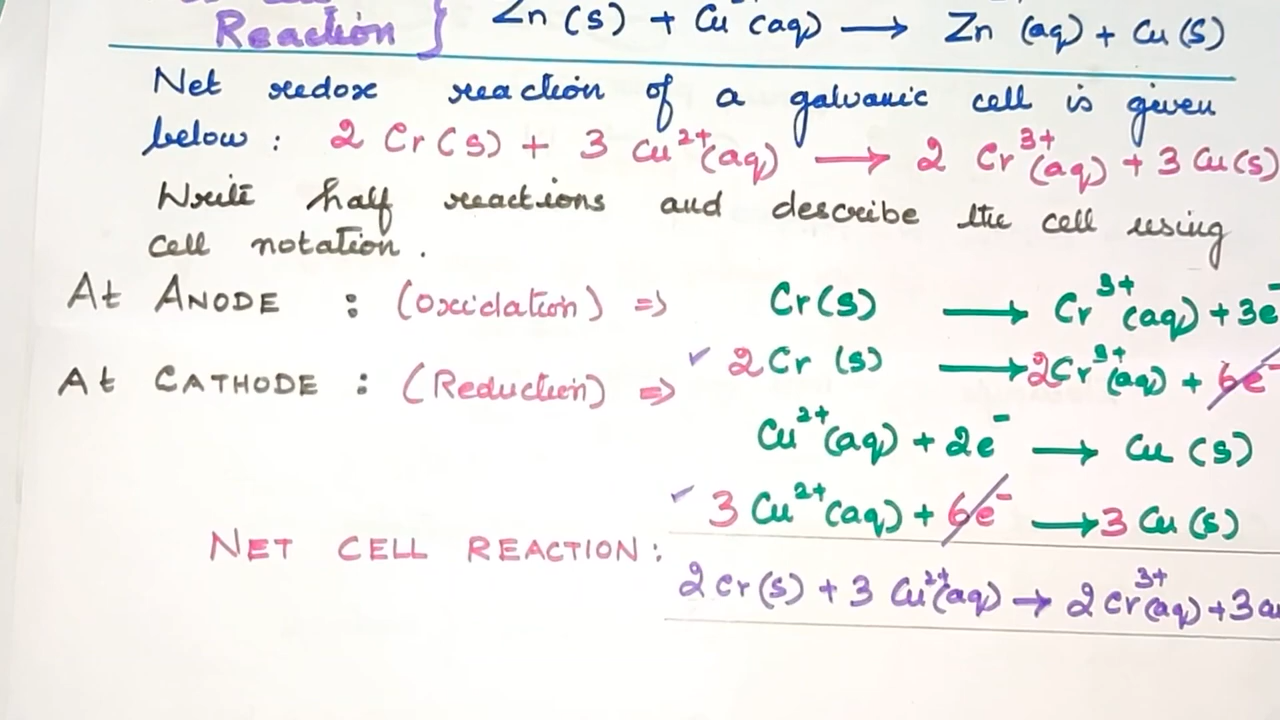 Reaction } Zn (s) + Cu (aq) → Zn (aq) + Cu (s)
Net redox reaction of a galvanic cell is given
below : 2 Cr (s) + 3 Cu²⁺(aq) → 2 Cr³⁺(aq) + 3 Cu (s)
Write half reactions and describe the cell using
cell notation.
At ANODE : (oxidation) ⇒ Cr (s) → Cr³⁺(aq) + 3e⁻
✓ 2Cr (s) → 2Cr³⁺(aq) + 6e⁻
At CATHODE : (Reduction) ⇒
Cu²⁺(aq) + 2e⁻ → Cu (s)
✓ 3 Cu²⁺(aq) + 6e⁻ → 3 Cu (s)
NET CELL REACTION :
2 Cr (s) + 3 Cu²⁺(aq) → 2 Cr³⁺(aq) + 3 Cu